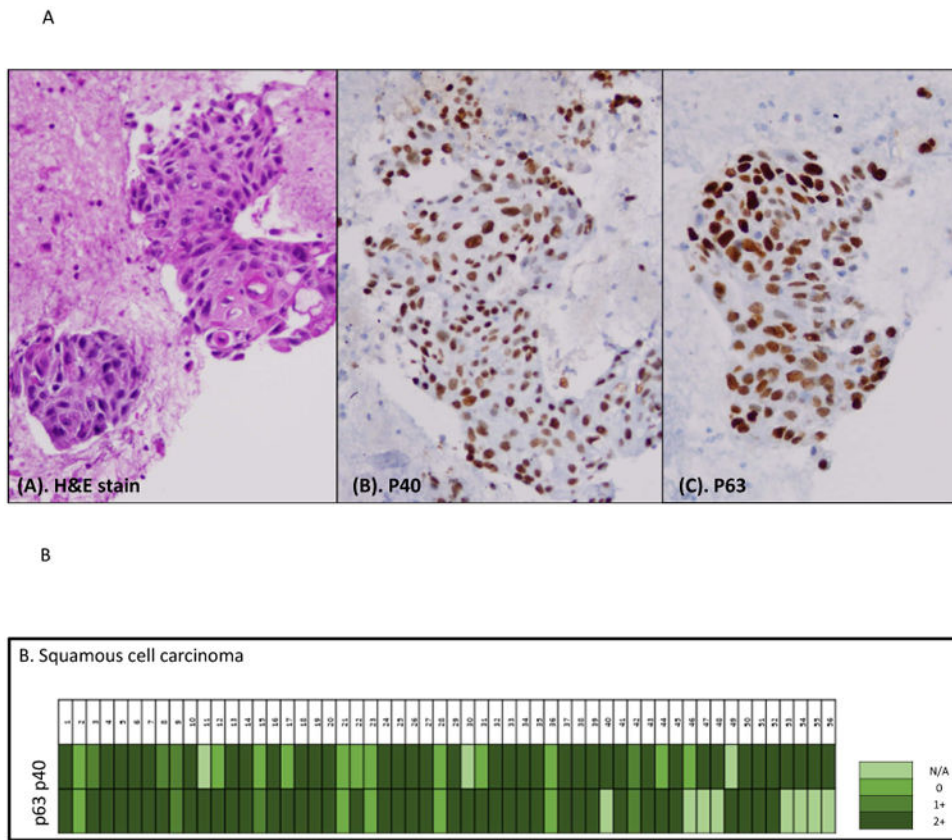 A
(A). H&E stain
(B). P40
(C). P63
B
B. Squamous cell carcinoma
1 2 3 4 5 6 7 8 9 10 11 12 13 14 15 16 17 18 19 20 21 22 23 24 25 26 27 28 29 30 31 32 33 34 35 36 37 38 39 40 41 42 43 44 45 46 47 48 49 50 51 52 53 54 55 56
p40
p63
N/A
0
1+
2+